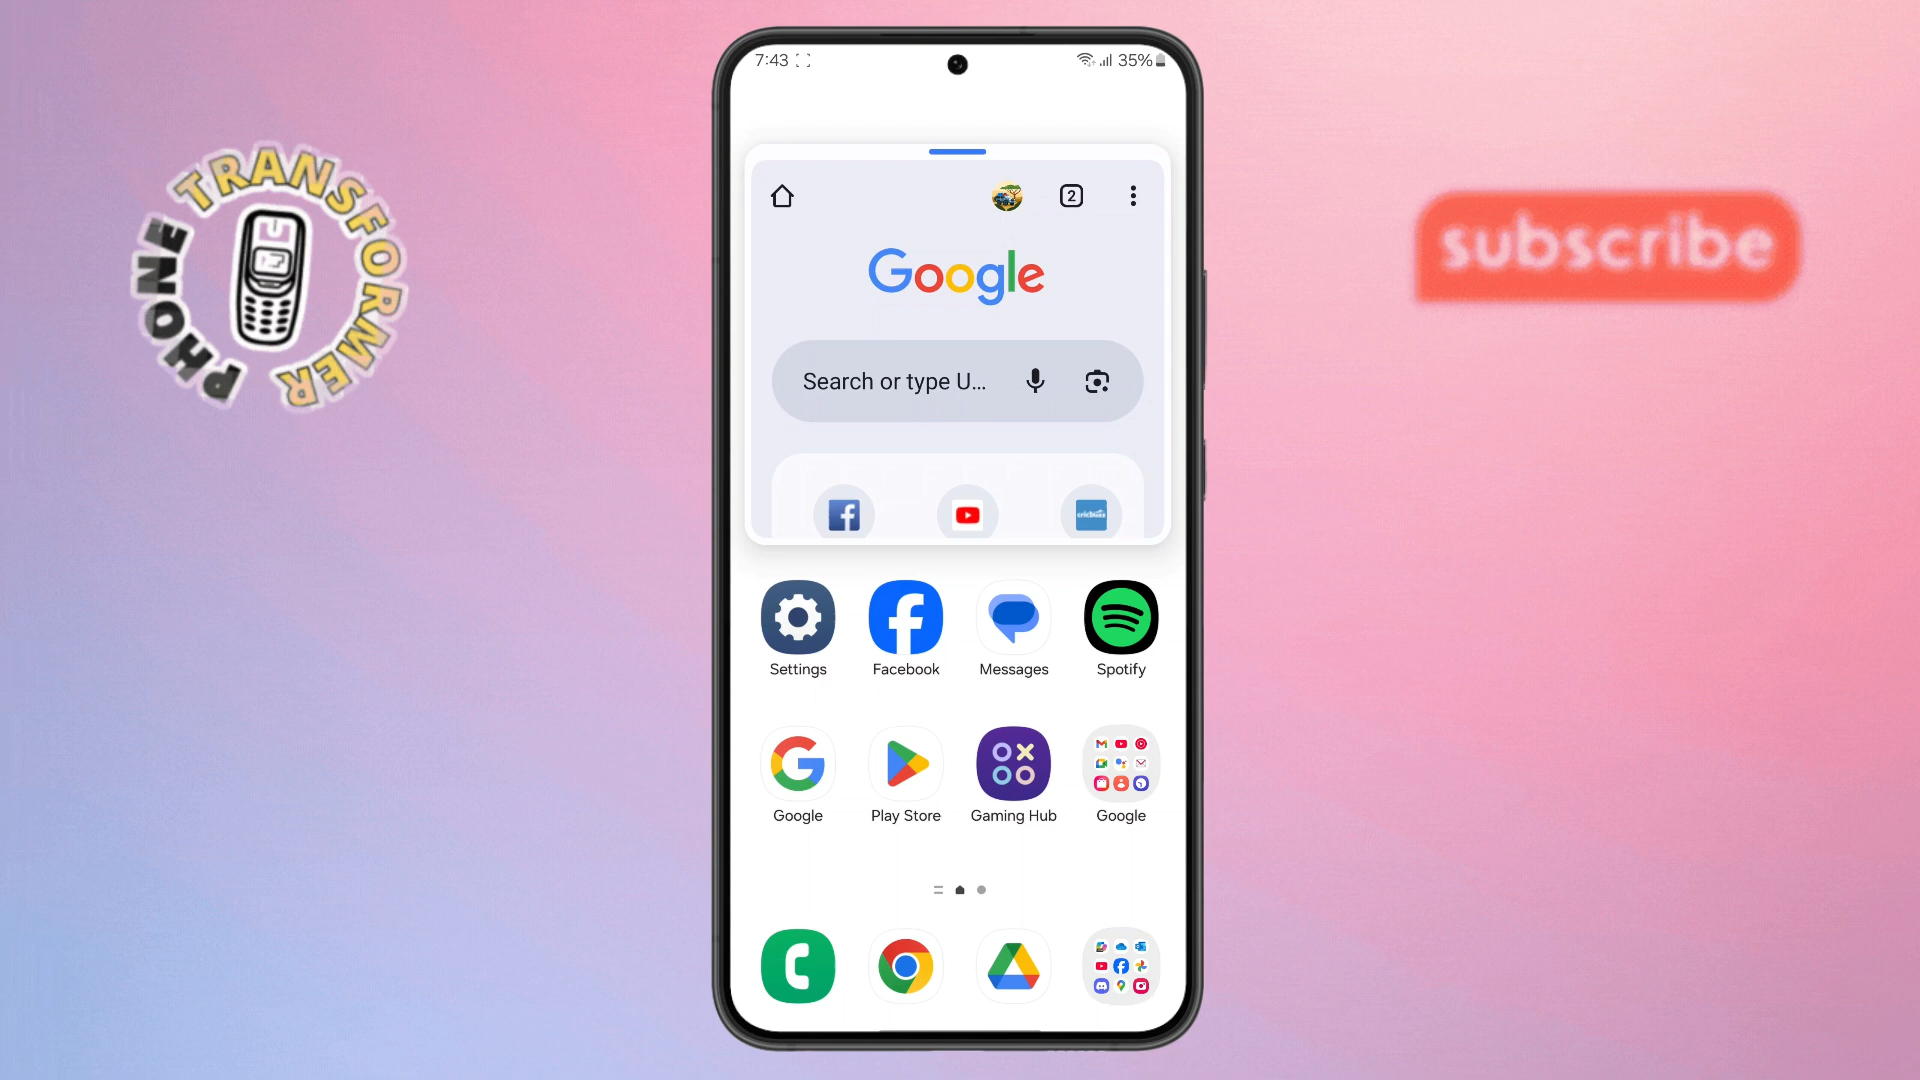 PHONE TRANSFORMER
subscribe
7:43
35%
2
Google
Search or type U...
cricbuzz
Settings
Facebook
Messages
Spotify
Google
Play Store
Gaming Hub
Google